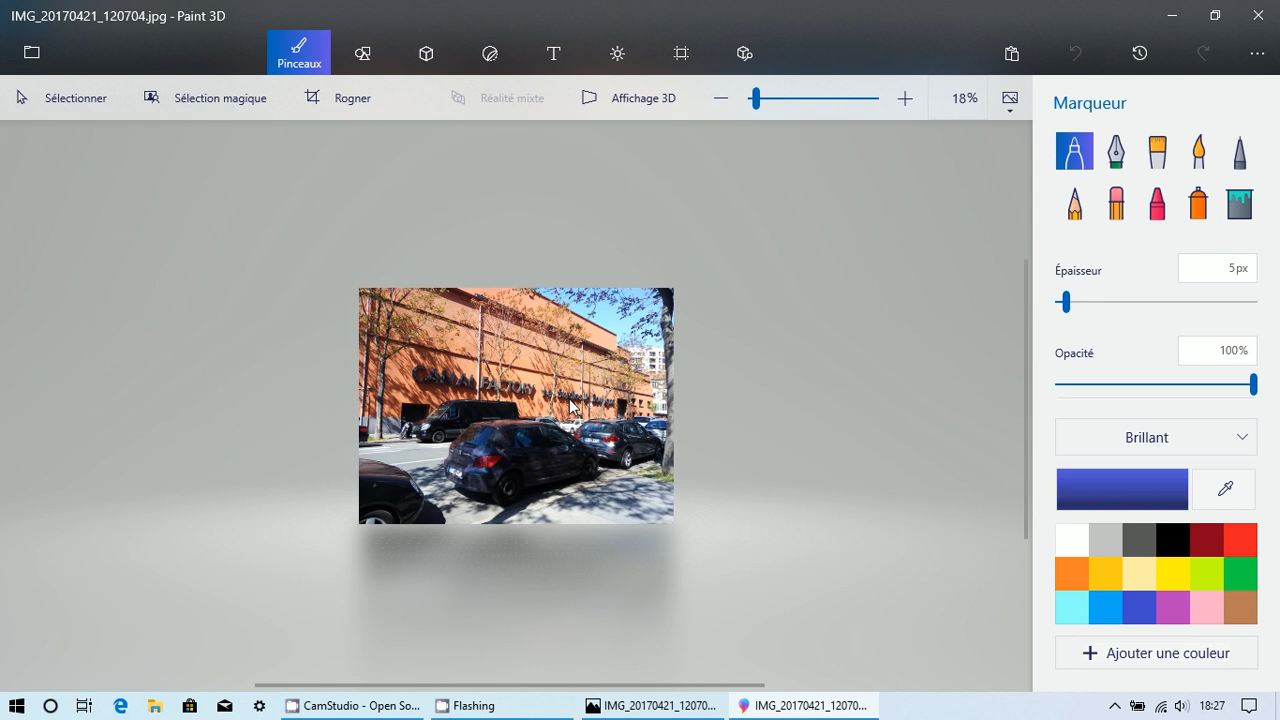 IMG_20170421_120704.jpg - Paint 3D
Pinceaux
Sélectionner
Sélection magique
Rogner
Réalité mixte
Affichage 3D
18%
Marqueur
Épaisseur
5px
Opacité
100%
Brillant
Ajouter une couleur
CANAL FACTORY
CamStudio - Open So...
Flashing
IMG_20170421_12070...
IMG_20170421_12070...
18:27